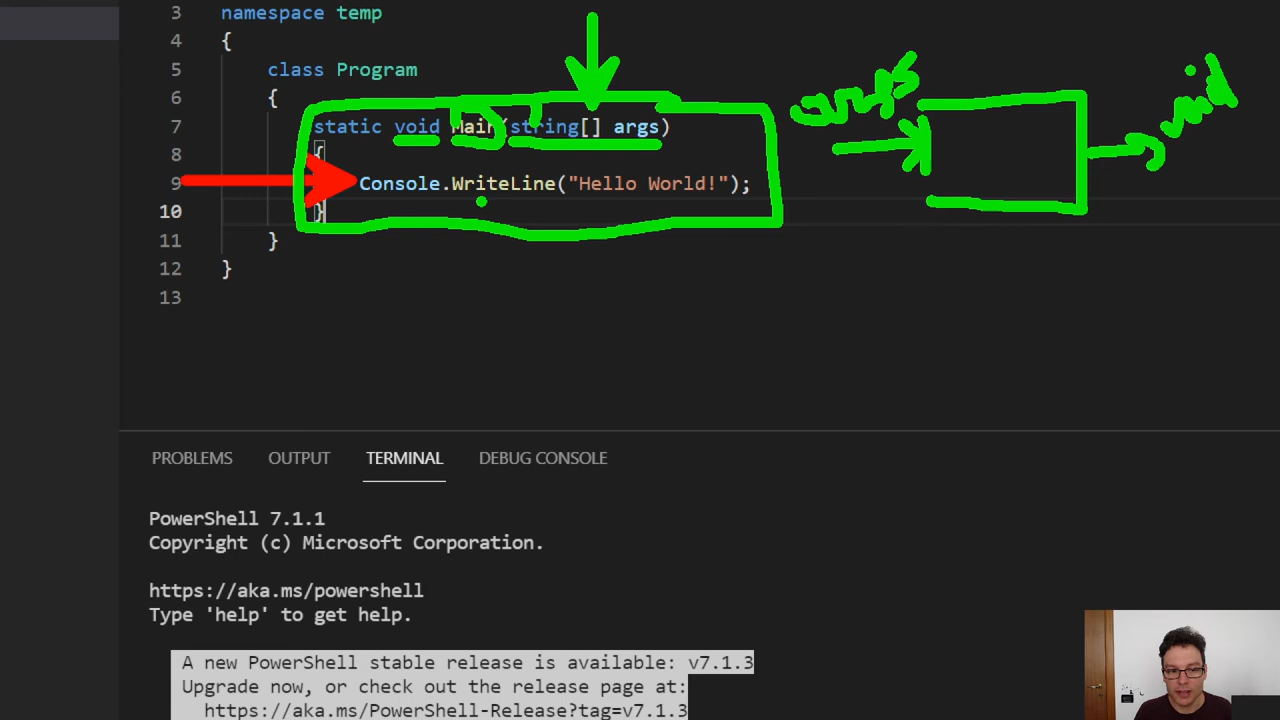 3 namespace temp
4 {
5 class Program
6 {
7 static void Main(string[] args)
8 {
9 Console.WriteLine("Hello World!");
10 }
11 }
12 }
13
args
void
PROBLEMS OUTPUT TERMINAL DEBUG CONSOLE
PowerShell 7.1.1
Copyright (c) Microsoft Corporation.
https://aka.ms/powershell
Type 'help' to get help.
A new PowerShell stable release is available: v7.1.3
Upgrade now, or check out the release page at:
https://aka.ms/PowerShell-Release?tag=v7.1.3